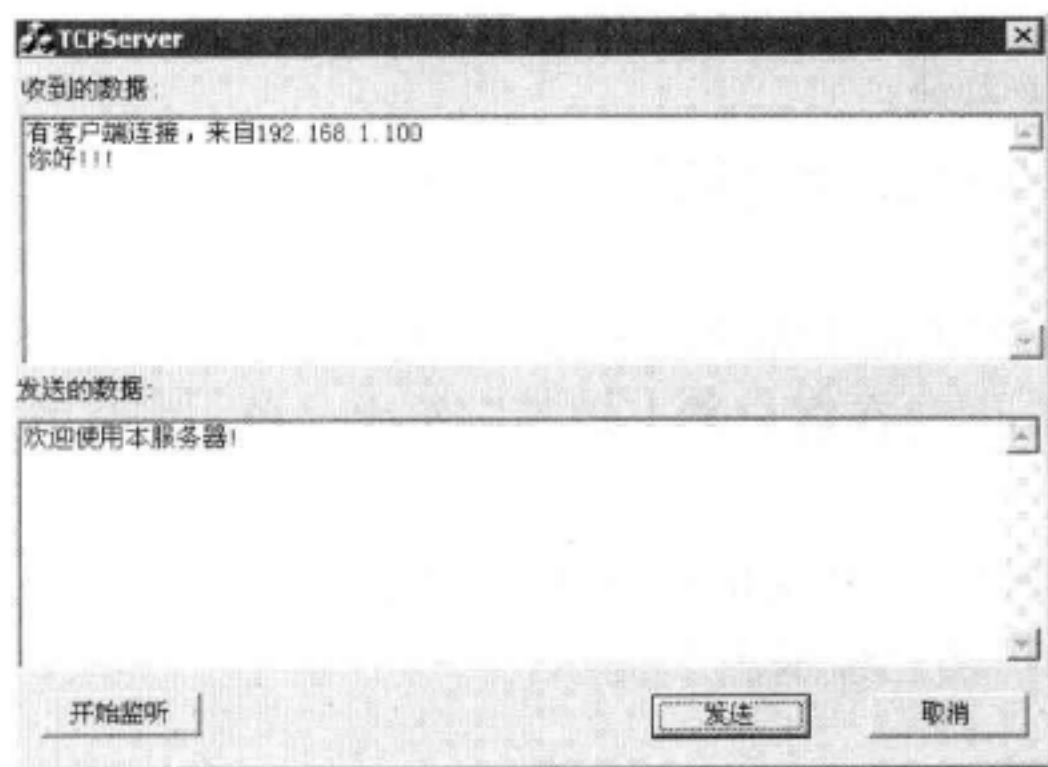 TCPServer
收到的数据:
有客户端连接，来自192.168.1.100
你好!!!
发送的数据:
欢迎使用本服务器!
开始监听
发送
取消